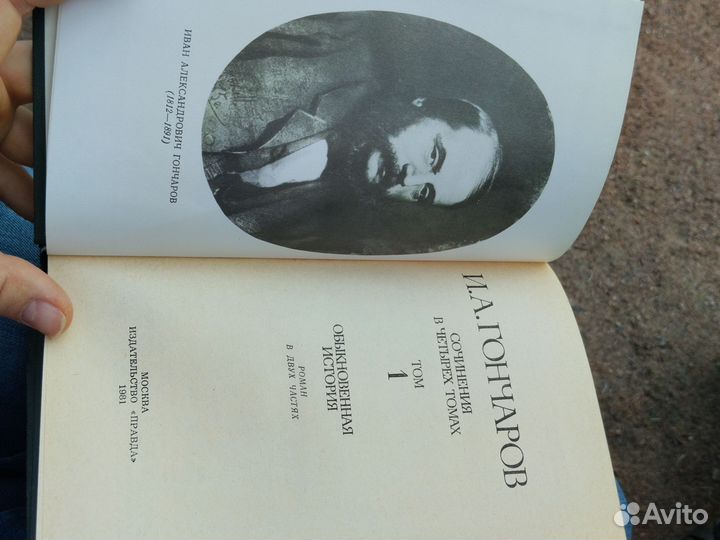 ИВАН АЛЕКСАНДРОВИЧ ГОНЧАРОВ
(1812—1891)
И.А.ГОНЧАРОВ
СОЧИНЕНИЯ
В ЧЕТЫРЕХ ТОМАХ
ТОМ
1
ОБЫКНОВЕННАЯ
ИСТОРИЯ
РОМАН
В ДВУХ ЧАСТЯХ
МОСКВА
ИЗДАТЕЛЬСТВО «ПРАВДА»
1981
Avito